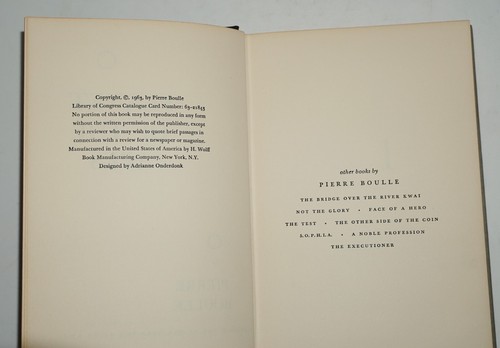 Copyright, ©, 1963, by Pierre Boulle
Library of Congress Catalogue Card Number: 63-21853
No portion of this book may be reproduced in any form
without the written permission of the publisher, except
by a reviewer who may wish to quote brief passages in
connection with a review for a newspaper or magazine.
Manufactured in the United States of America by H. Wolff
Book Manufacturing Company, New York, N.Y.
Designed by Adrianne Onderdonk
other books by
PIERRE BOULLE
THE BRIDGE OVER THE RIVER KWAI
NOT THE GLORY • FACE OF A HERO
THE TEST • THE OTHER SIDE OF THE COIN
S.O.P.H.I.A. • A NOBLE PROFESSION
THE EXECUTIONER